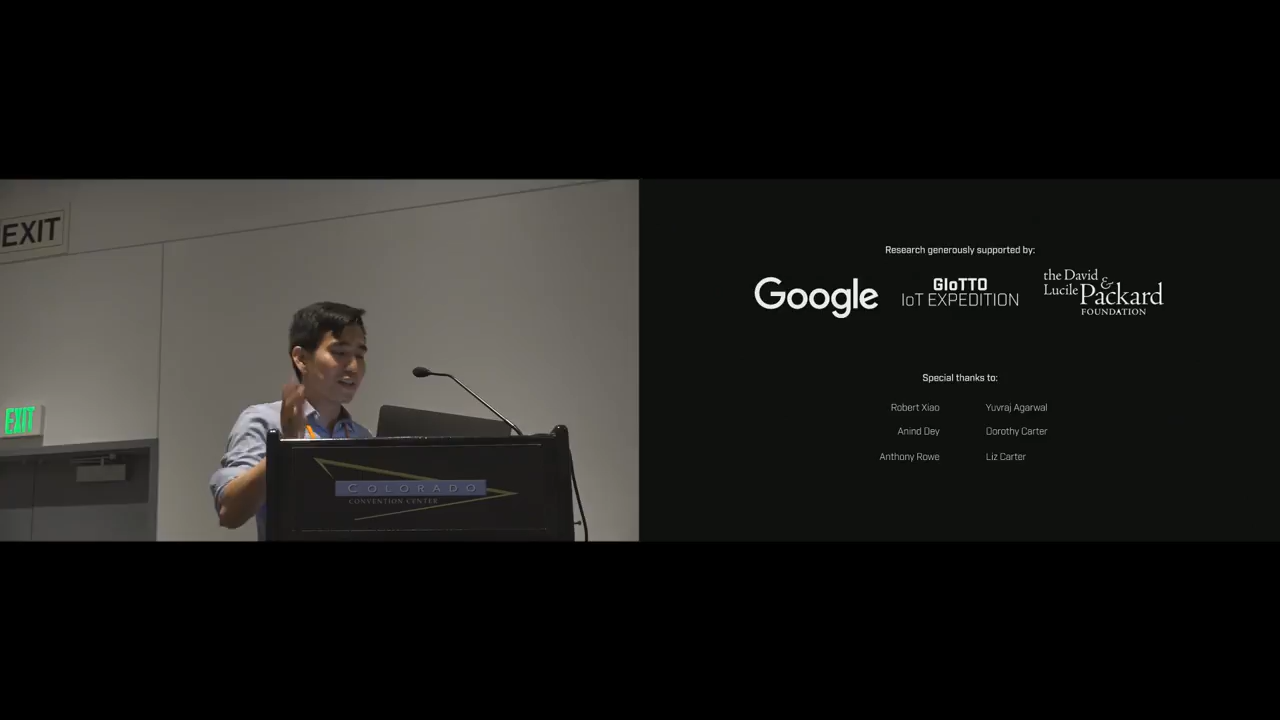 EXIT
EXIT
COLORADO
CONVENTION CENTER
Research generously supported by:
Google
GIoTTO
IoT EXPEDITION
the David &
Lucile Packard
FOUNDATION
Special thanks to:
Robert Xiao Yuvraj Agarwal
Anind Dey Dorothy Carter
Anthony Rowe Liz Carter